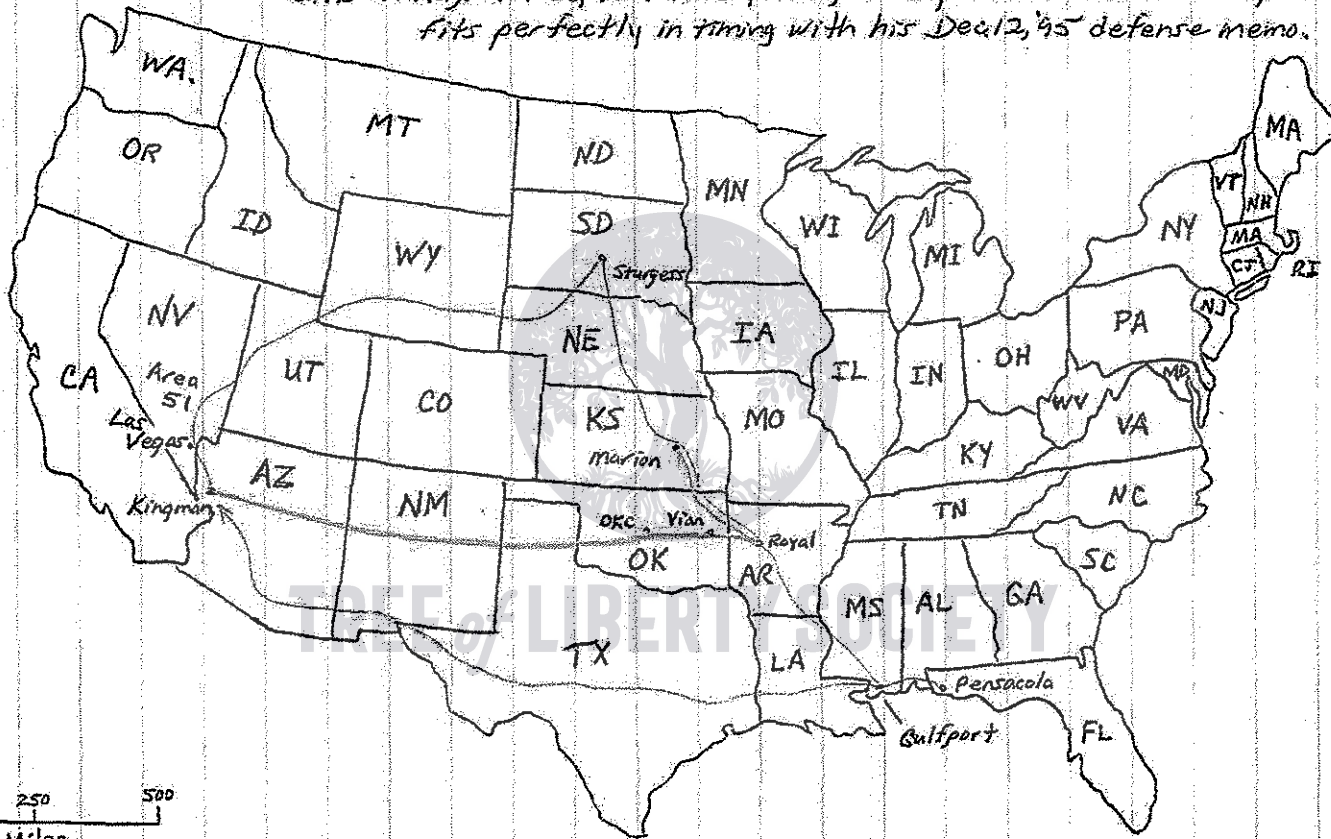 fits perfectly in timing with his Dec 12, '95 defense memo.
WA.
MT
ND
MN
OR
ID
WY
SD
WI
MI
NY
VT
NH
MA
MA
CT
RI
Sturgess
NV
NE
IA
PA
NJ
CA
Area
51
UT
CO
IL
IN
OH
MD
WV
VA
Las
Vegas.
KS
MO
Marion
KY
Kingman
AZ
NM
OKC
Vian
Royal
TN
NC
OK
AR
SC
TREE of LIBERTY SOCIETY
MS
AL
GA
TX
LA
Pensacola
Gulfport
FL
250
500
Miles